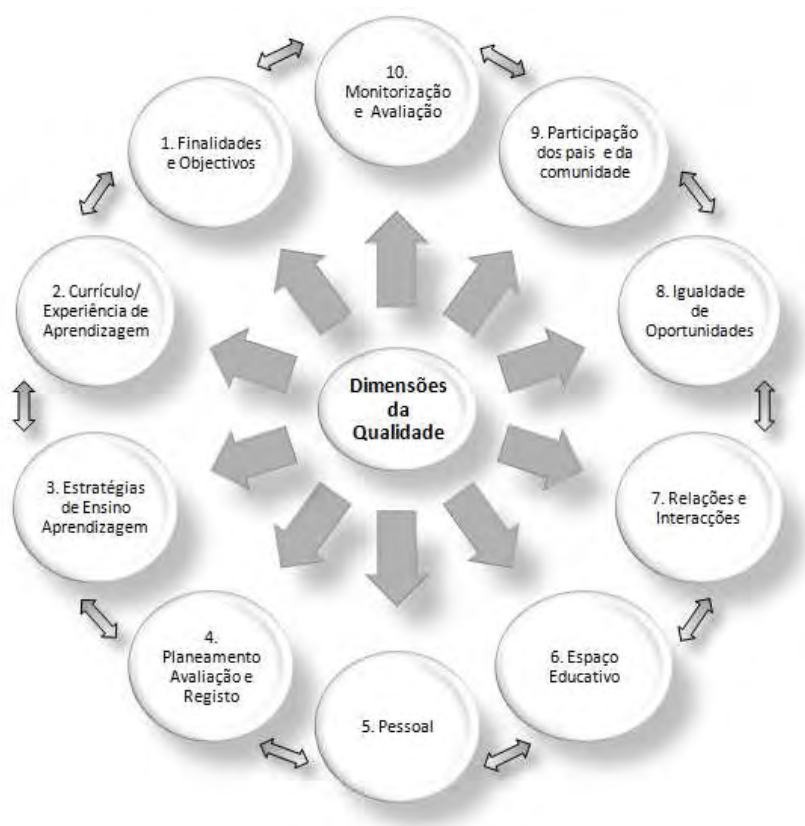 10.
Monitorização
e Avaliação
1. Finalidades
e Objectivos
9. Participação
dos pais e da
comunidade
2. Currículo/
Experiência de
Aprendizagem
8. Igualdade
de
Oportunidades
Dimensões
da
Qualidade
3. Estratégias
de Ensino
Aprendizagem
7. Relações e
Interacções
4.
Planeamento
Avaliação e
Registo
6. Espaço
Educativo
5. Pessoal